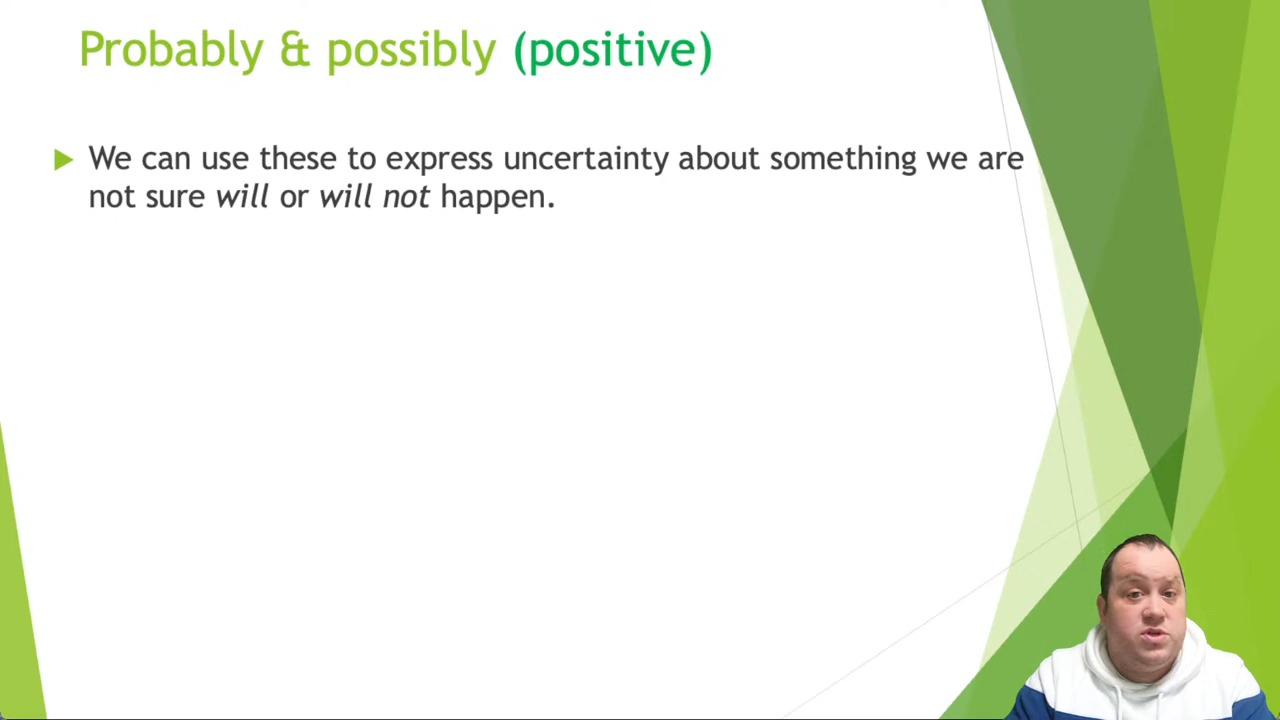 Probably & possibly (positive)
We can use these to express uncertainty about something we are
not sure will or will not happen.